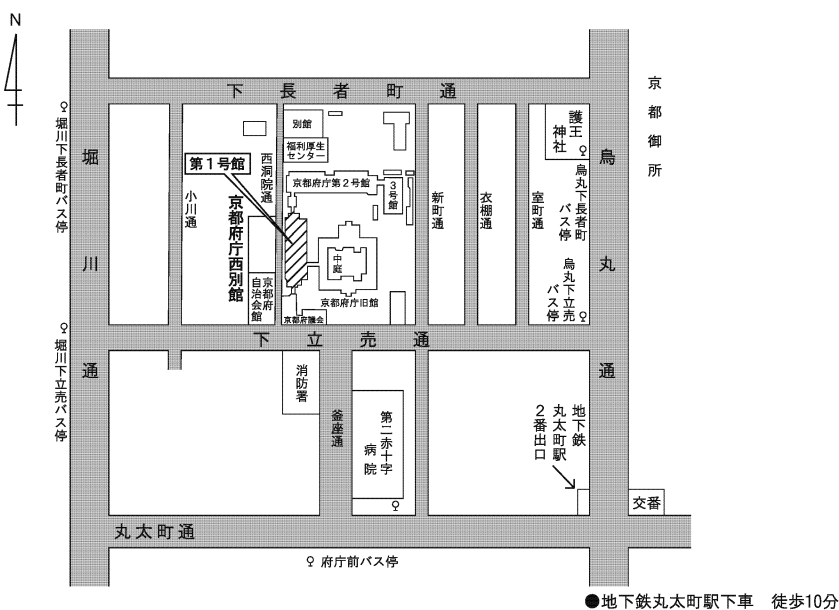 N
下長者町通
京都御所
堀川下長者町バス停
堀川通
別館
福利厚生
センター
護王
神社
第1号館
西洞院通
京都府庁第2号館
3号館
小川通
京都府庁西別館
新町通
衣棚通
室町通
烏丸下長者町
バス停
烏丸通
中庭
京都府
自治会館
京都府庁旧館
京都府議会
烏丸下立売
バス停
下立売通
堀川下立売バス停
消防署
釜座通
第二赤十字
病院
地下鉄
丸太町駅
2番出口
交番
丸太町通
府庁前バス停
●地下鉄丸太町駅下車 徒歩10分